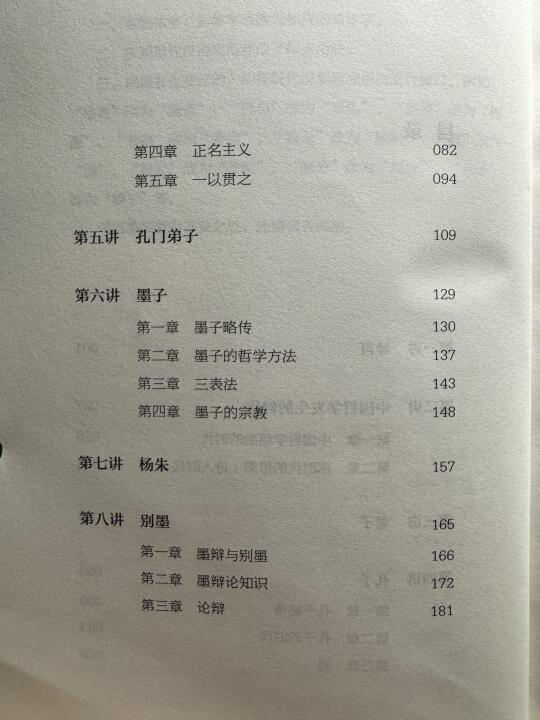 第四章 正名主义 082
第五章 一以贯之 094
第五讲 孔门弟子 109
第六讲 墨子 129
第一章 墨子略传 130
第二章 墨子的哲学方法 137
第三章 三表法 143
第四章 墨子的宗教 148
第七讲 杨朱 157
第八讲 别墨 165
第一章 墨辩与别墨 166
第二章 墨辩论知识 172
第三章 论辩 181